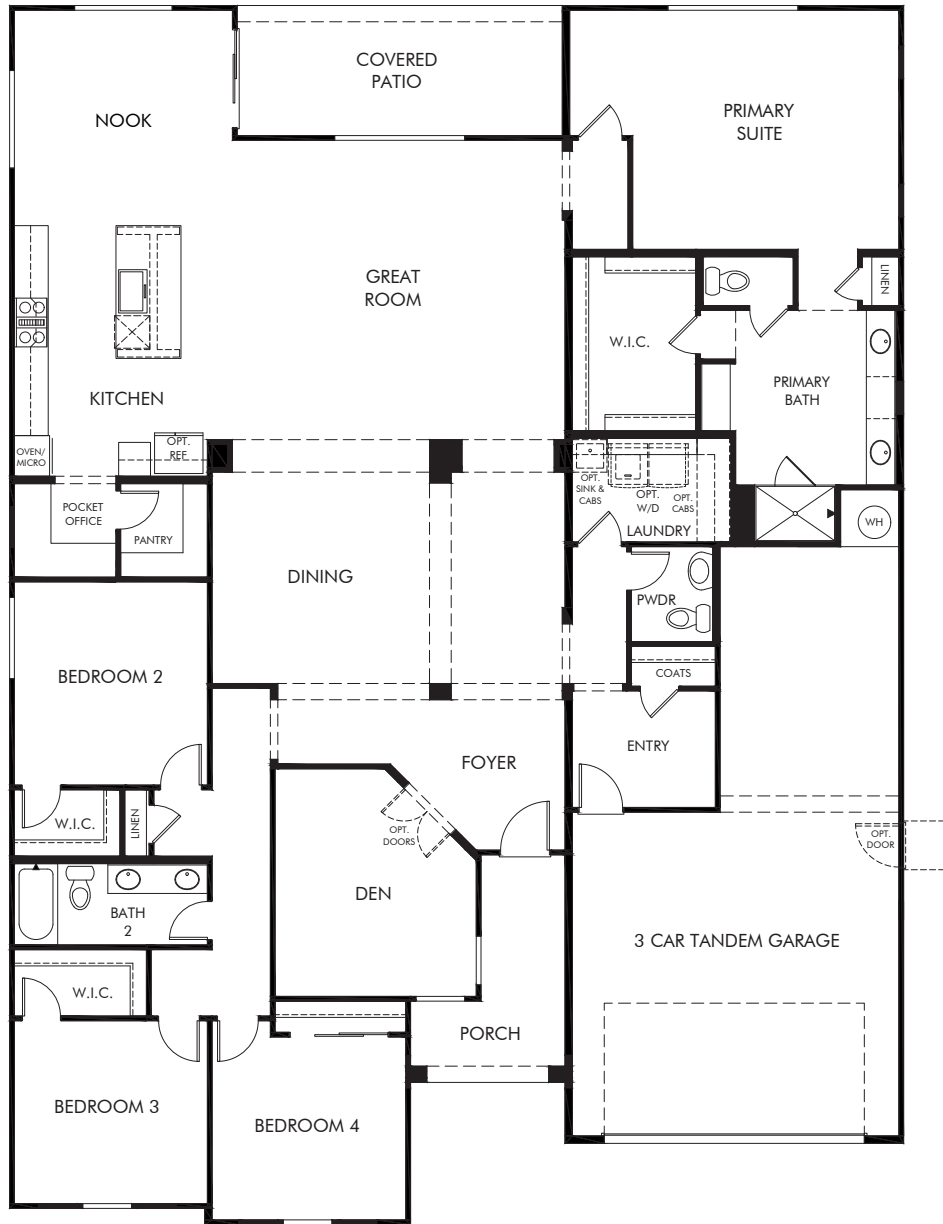 COVERED
PATIO
NOOK
PRIMARY
SUITE
GREAT
ROOM
LINEN
W.I.C.
PRIMARY
BATH
KITCHEN
OVEN/
MICRO
OPT.
REF.
OPT.
SINK &
CABS
OPT.
W/D
OPT.
CABS
LAUNDRY
WH
POCKET
OFFICE
PANTRY
DINING
PWDR
COATS
BEDROOM 2
ENTRY
FOYER
W.I.C.
LINEN
OPT.
DOORS
OPT.
DOOR
DEN
BATH
2
3 CAR TANDEM GARAGE
W.I.C.
PORCH
BEDROOM 3
BEDROOM 4